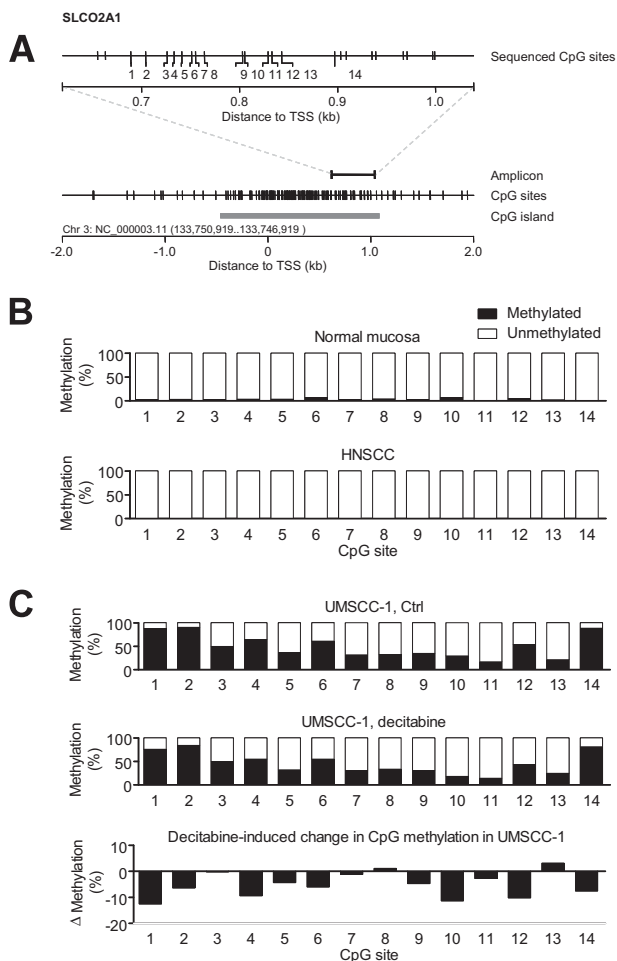 SLCO2A1
A
Sequenced CpG sites
1 2 3 4 5 6 7 8 9 10 11 12 13 14
0.7 0.8 0.9 1.0
Distance to TSS (kb)
Amplicon
CpG sites
CpG island
Chr 3: NC_000003.11 (133,750,919..133,746,919 )
-2.0 -1.0 0 1.0 2.0
Distance to TSS (kb)
B
Methylated
Unmethylated
Normal mucosa
Methylation
(%)
100
50
0
1 2 3 4 5 6 7 8 9 10 11 12 13 14
HNSCC
Methylation
(%)
100
50
0
1 2 3 4 5 6 7 8 9 10 11 12 13 14
CpG site
C
UMSCC-1, Ctrl
Methylation
(%)
100
50
0
1 2 3 4 5 6 7 8 9 10 11 12 13 14
UMSCC-1, decitabine
Methylation
(%)
100
50
0
1 2 3 4 5 6 7 8 9 10 11 12 13 14
Decitabine-induced change in CpG methylation in UMSCC-1
Δ Methylation
(%)
10
0
-10
-20
1 2 3 4 5 6 7 8 9 10 11 12 13 14
CpG site